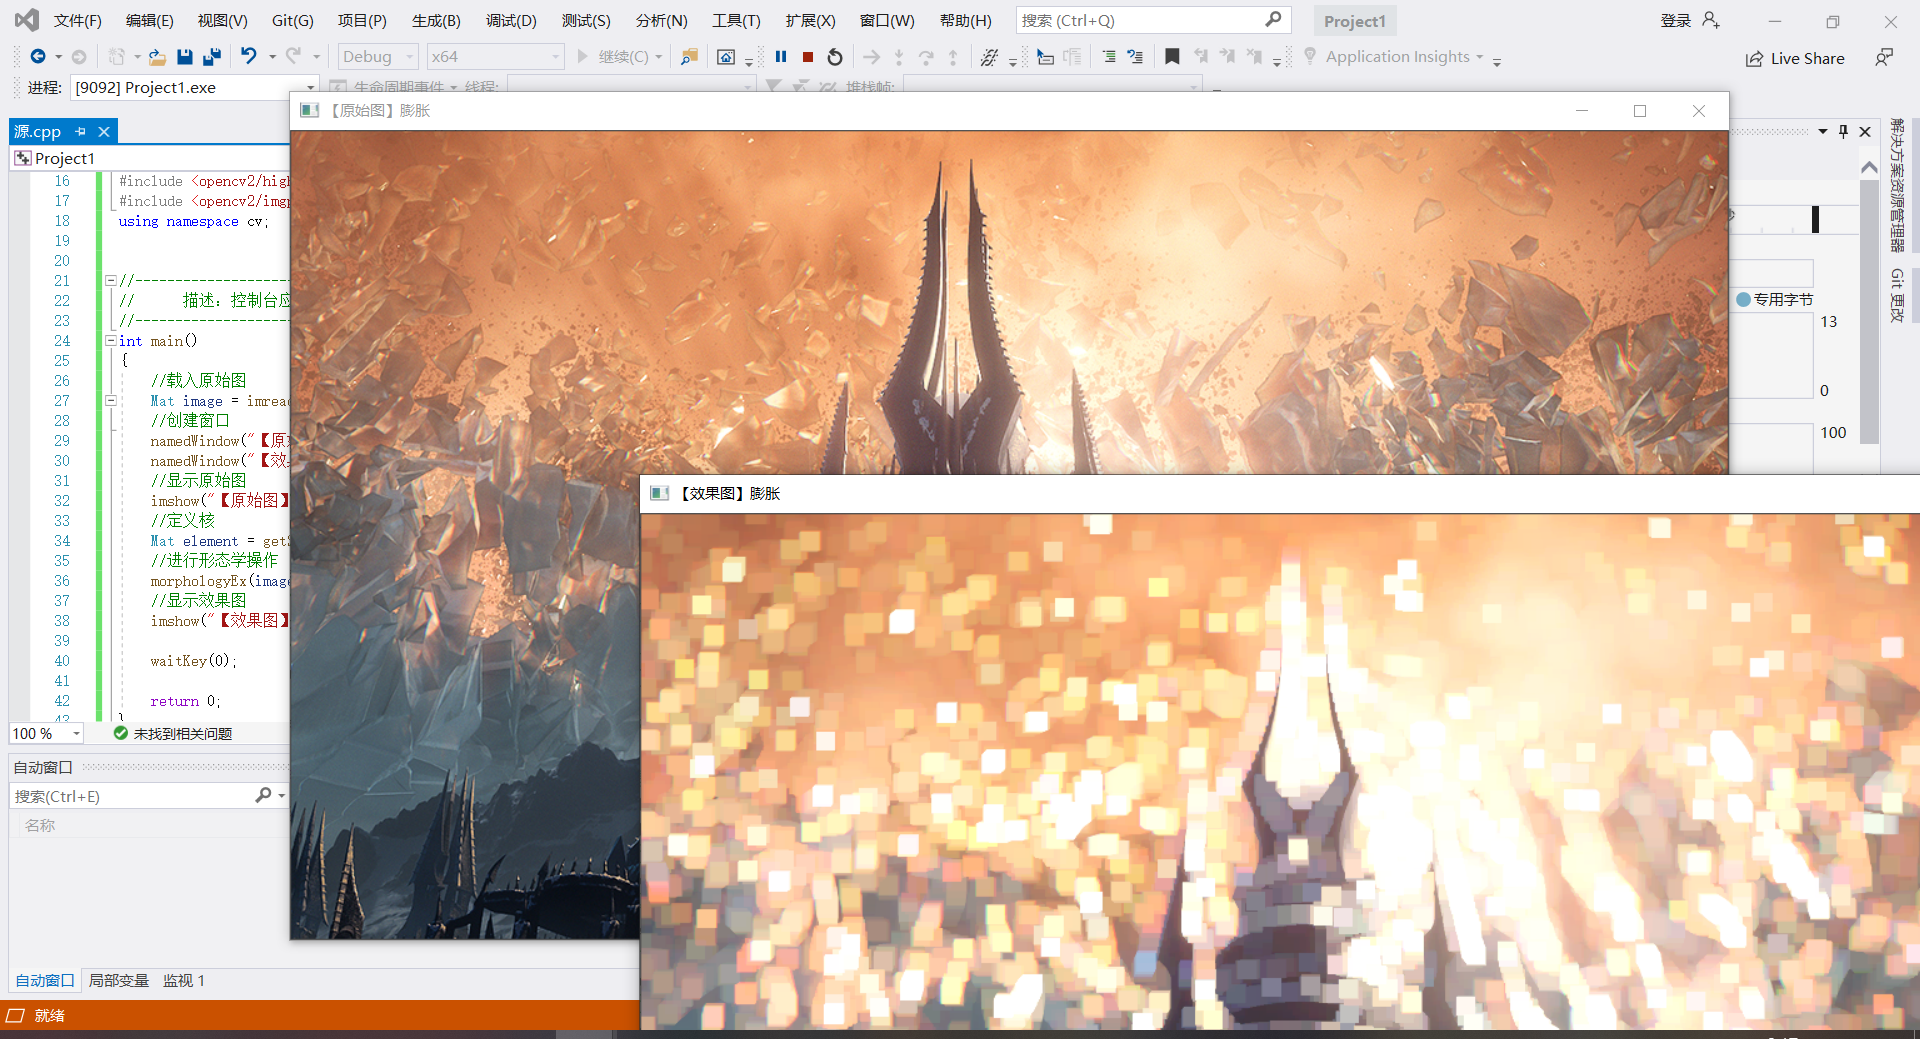 文件(F) 编辑(E) 视图(V) Git(G) 项目(P) 生成(B) 调试(D) 测试(S) 分析(N) 工具(T) 扩展(X) 窗口(W) 帮助(H) 搜索 (Ctrl+Q) Project1 登录
Debug x64 继续(C) Application Insights Live Share
进程: [9092] Project1.exe 生命周期事件 线程: 堆栈帧:
【原始图】膨胀
源.cpp
Project1
16 #include <opencv2/high
17 #include <opencv2/imgp
18 using namespace cv;
19
20
21 //--------------------
22 // 描述：控制台应
23 //--------------------
24 int main()
25 {
26 //载入原始图
27 Mat image = imread
28 //创建窗口
29 namedWindow("【原始
30 namedWindow("【效果
31 //显示原始图
32 imshow("【原始图】
33 //定义核
34 Mat element = getS
35 //进行形态学操作
36 morphologyEx(image
37 //显示效果图
38 imshow("【效果图】
39
40 waitKey(0);
41
42 return 0;
43 }
100 % 未找到相关问题
自动窗口
搜索(Ctrl+E)
名称
自动窗口 局部变量 监视 1
就绪
【效果图】膨胀
专用字节
13
0
100
解决方案资源管理器
Git 更改